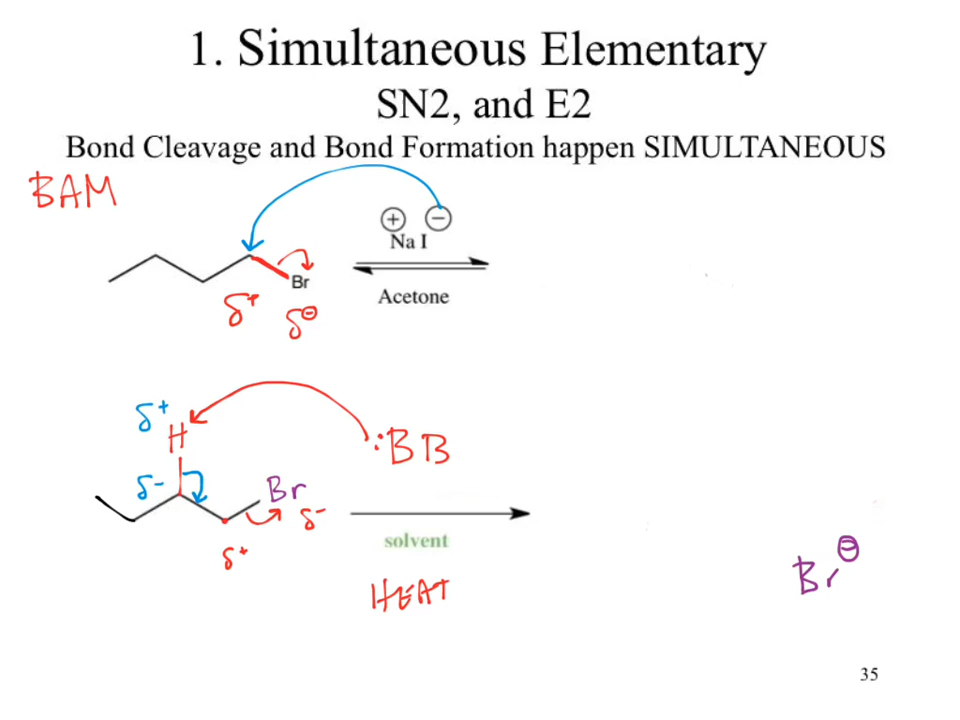 1. Simultaneous Elementary
SN2, and E2
Bond Cleavage and Bond Formation happen SIMULTANEOUS
BAM
⊕ ⊖
Na I
Br
Acetone
δ+ δ⊖
δ+
H
:BB
δ-
Br
δ-
solvent
δ+
HEAT
Br⊖
35